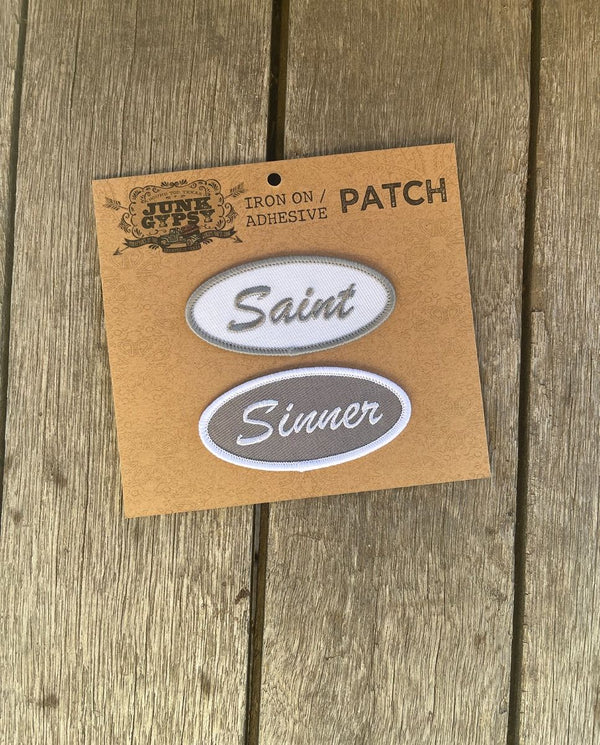 JUNK
GYPSY
IRON ON /
ADHESIVE
PATCH
Saint
Sinner